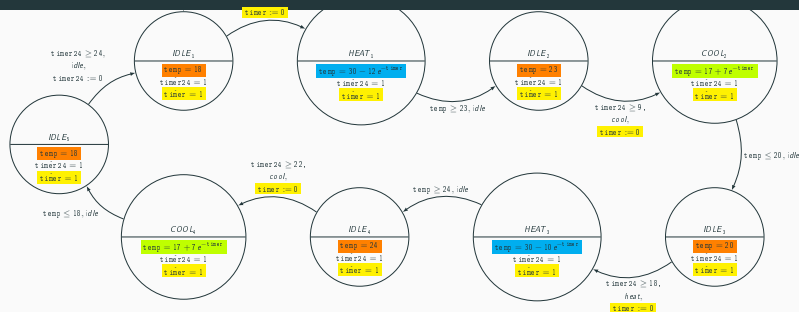 timer := 0
IDLE₁
temp = 18
timer24 = 1
timer = 1
HEAT₁
temp = 30 − 12e^−timer
timer24 = 1
timer = 1
IDLE₂
temp = 23
timer24 = 1
timer = 1
COOL₂
temp = 17 + 7e^−timer
timer24 = 1
timer = 1
timer24 ≥ 24,
idle,
timer24 := 0
temp ≥ 23, idle
timer24 ≥ 9,
cool,
timer := 0
temp ≤ 20, idle
IDLE₅
temp = 18
timer24 = 1
timer = 1
temp ≤ 18, idle
COOL₄
temp = 17 + 7e^−timer
timer24 = 1
timer = 1
timer24 ≥ 22,
cool,
timer := 0
IDLE₄
temp = 24
timer24 = 1
timer = 1
temp ≥ 24, idle
HEAT₃
temp = 30 − 10e^−timer
timer24 = 1
timer = 1
IDLE₃
temp = 20
timer24 = 1
timer = 1
timer24 ≥ 18,
heat,
timer := 0